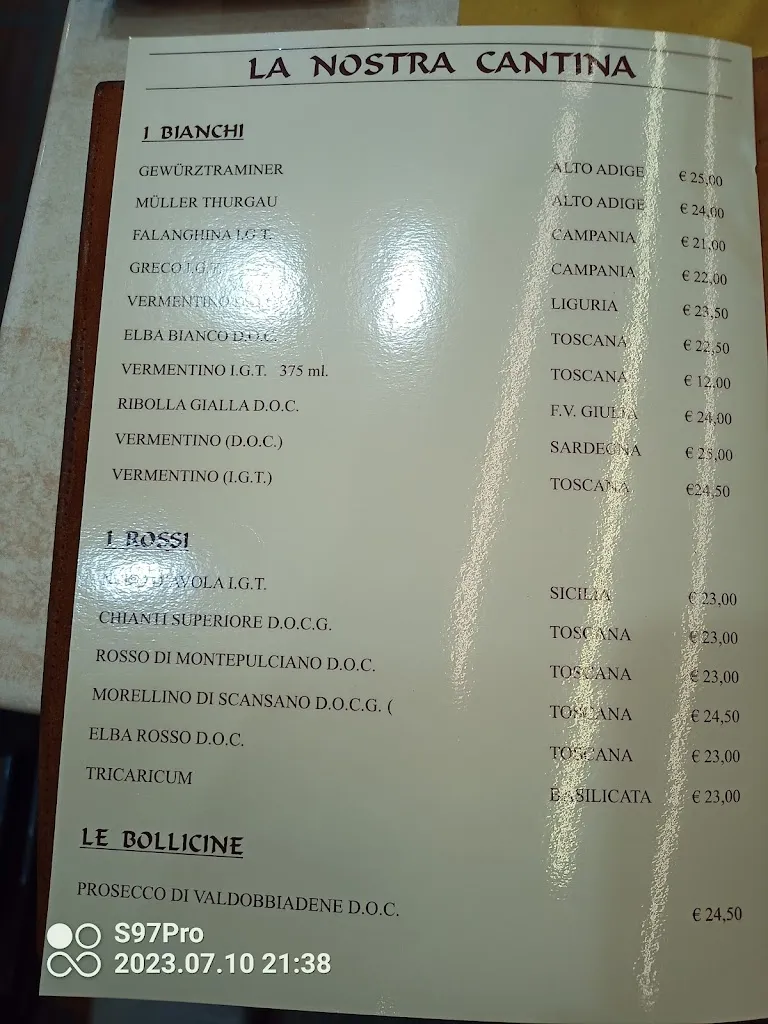 LA NOSTRA CANTINA
I BIANCHI
GEWÜRZTRAMINER ALTO ADIGE € 25,00
MÜLLER THURGAU ALTO ADIGE € 24,00
FALANGHINA I.G.T. CAMPANIA € 21,00
GRECO I.G.T. CAMPANIA € 22,00
VERMENTINO LIGURIA € 23,50
ELBA BIANCO D.O.C. TOSCANA € 22,50
VERMENTINO I.G.T. 375 ml. TOSCANA € 12,00
RIBOLLA GIALLA D.O.C. F.V. GIULIA € 24,00
VERMENTINO (D.O.C.) SARDEGNA €
VERMENTINO (I.G.T.) TOSCANA €24,50
I ROSSI
NERO D'AVOLA I.G.T. SICILIA € 23,00
CHIANTI SUPERIORE D.O.C.G. TOSCANA € 23,00
ROSSO DI MONTEPULCIANO D.O.C. TOSCANA € 23,00
MORELLINO DI SCANSANO D.O.C.G. ( TOSCANA € 24,50
ELBA ROSSO D.O.C. TOSCANA € 23,00
TRICARICUM BASILICATA € 23,00
LE BOLLICINE
PROSECCO DI VALDOBBIADENE D.O.C. € 24,50
S97Pro
2023.07.10 21:38